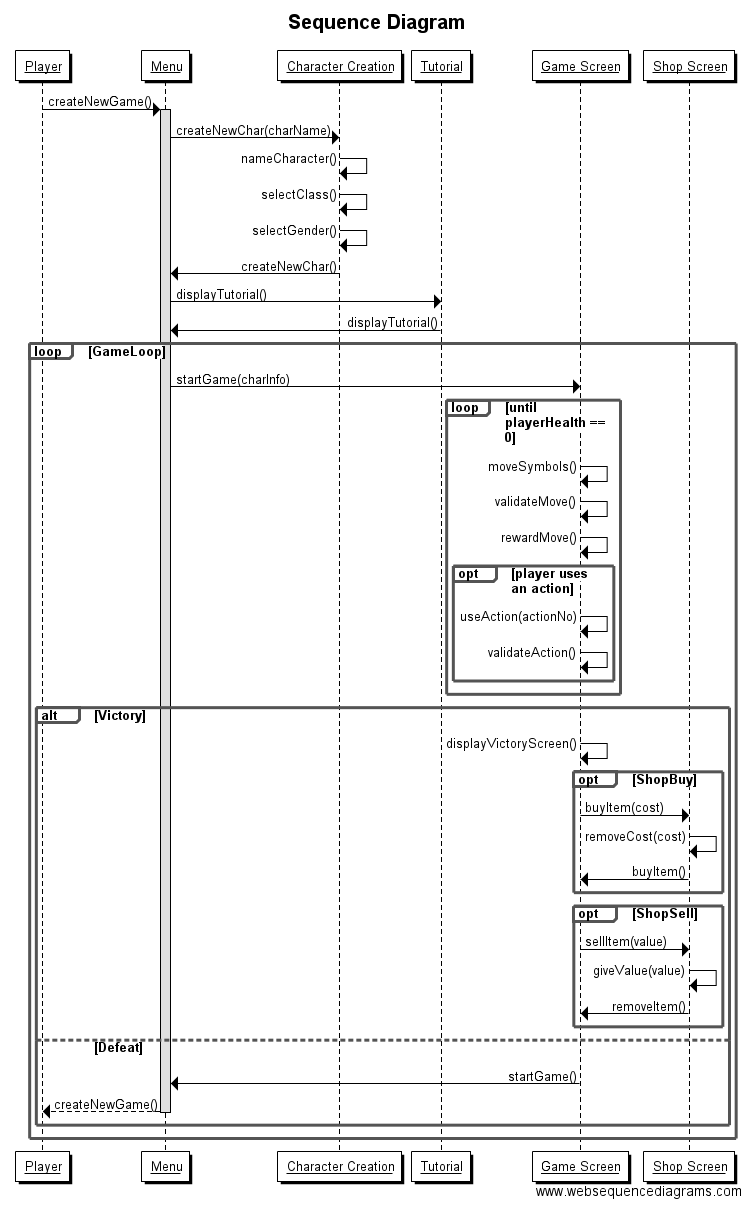 Sequence Diagram
Player
Menu
Character Creation
Tutorial
Game Screen
Shop Screen
createNewGame()
createNewChar(charName)
nameCharacter()
selectClass()
selectGender()
createNewChar()
displayTutorial()
displayTutorial()
loop
[GameLoop]
startGame(charInfo)
loop
[until
playerHealth ==
0]
moveSymbols()
validateMove()
rewardMove()
opt
[player uses
an action]
useAction(actionNo)
validateAction()
alt
[Victory]
displayVictoryScreen()
opt
[ShopBuy]
buyItem(cost)
removeCost(cost)
buyItem()
opt
[ShopSell]
sellItem(value)
giveValue(value)
removeItem()
[Defeat]
startGame()
createNewGame()
Player
Menu
Character Creation
Tutorial
Game Screen
Shop Screen
www.websequencediagrams.com